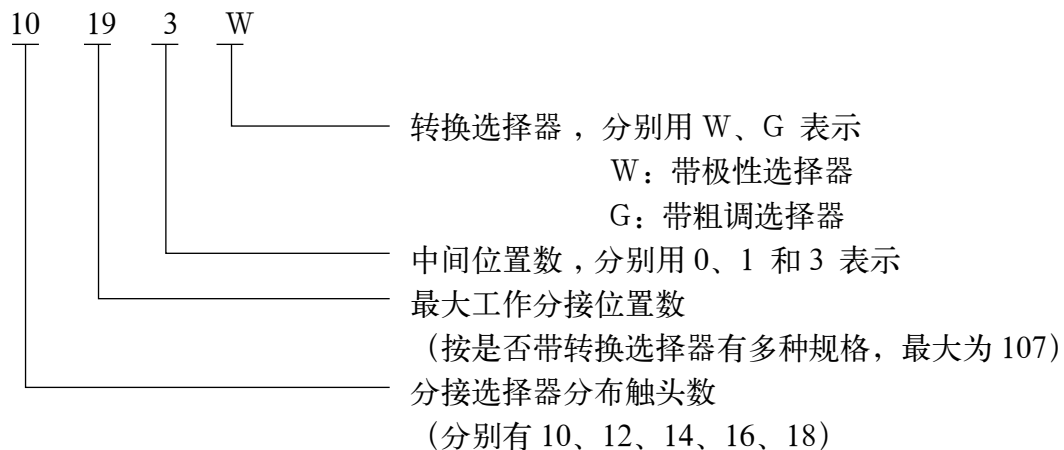 10 19 3 W
转换选择器 ，分别用 W、G 表示
W：带极性选择器
G：带粗调选择器
中间位置数 ，分别用 0、1 和 3 表示
最大工作分接位置数
（按是否带转换选择器有多种规格，最大为 107）
分接选择器分布触头数
（分别有 10、12、14、16、18）